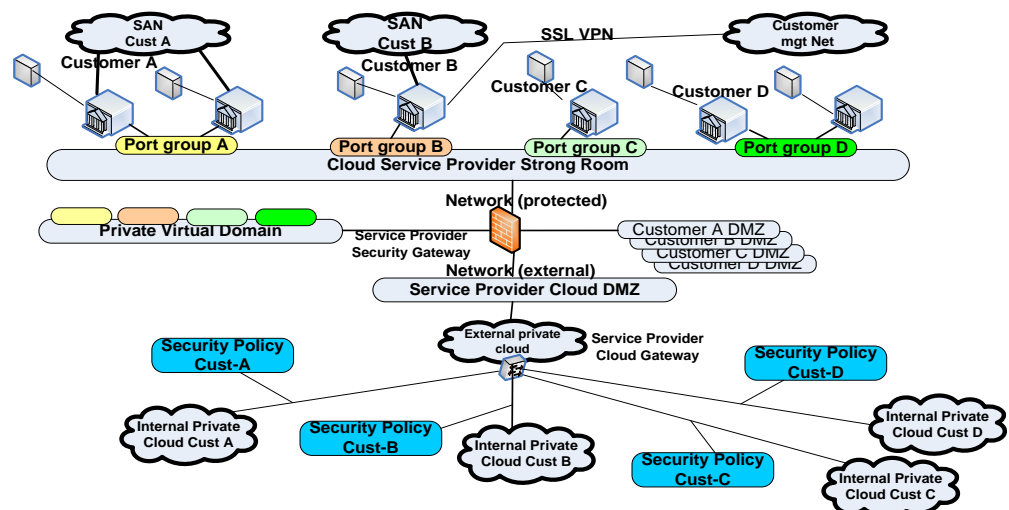 SAN
Cust A
SAN
Cust B
Customer
mgt Net
SSL VPN
Customer A
Customer B
Customer C
Customer D
Port group A
Port group B
Port group C
Port group D
Cloud Service Provider Strong Room
Network (protected)
Private Virtual Domain
Service Provider
Security Gateway
Customer A DMZ
Customer B DMZ
Customer C DMZ
Customer D DMZ
Network (external)
Service Provider Cloud DMZ
External private
cloud
Service Provider
Cloud Gateway
Security Policy
Cust-A
Security Policy
Cust-D
Internal Private
Cloud Cust A
Security Policy
Cust-B
Internal Private
Cloud Cust B
Security Policy
Cust-C
Internal Private
Cloud Cust D
Internal Private
Cloud Cust C